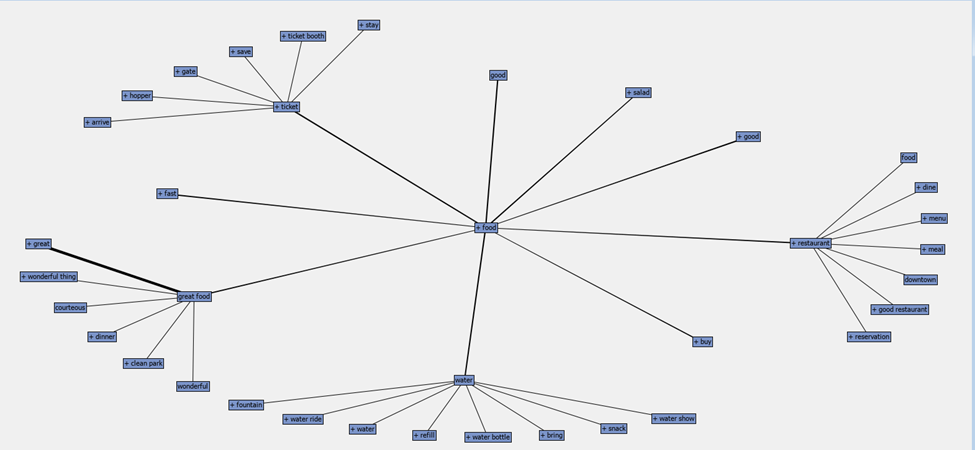 + stay
+ ticket booth
+ save
+ gate
good
+ salad
+ hopper
+ ticket
+ arrive
+ good
food
+ dine
+ fast
+ menu
+ food
+ great
+ restaurant
+ meal
+ wonderful thing
downtown
great food
courteous
+ good restaurant
+ dinner
+ reservation
+ buy
+ clean park
wonderful
water
+ fountain
+ water ride
+ water show
+ water
+ snack
+ refill
+ water bottle
+ bring